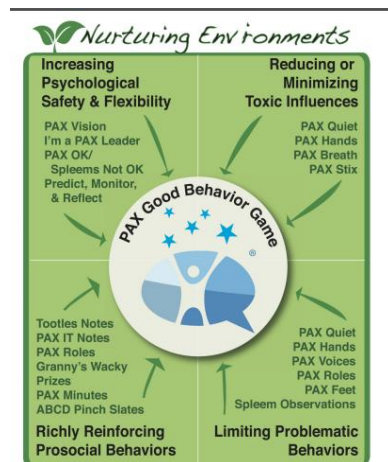 Nurturing Environments
Increasing
Psychological
Safety & Flexibility
PAX Vision
I'm a PAX Leader
PAX OK/
Spleems Not OK
Predict, Monitor,
& Reflect
Reducing or
Minimizing
Toxic Influences
PAX Quiet
PAX Hands
PAX Breath
PAX Stix
PAX Good Behavior Game
®
Tootles Notes
PAX IT Notes
PAX Roles
Granny's Wacky
Prizes
PAX Minutes
ABCD Pinch Slates
Richly Reinforcing
Prosocial Behaviors
PAX Quiet
PAX Hands
PAX Voices
PAX Roles
PAX Feet
Spleem Observations
Limiting Problematic
Behaviors